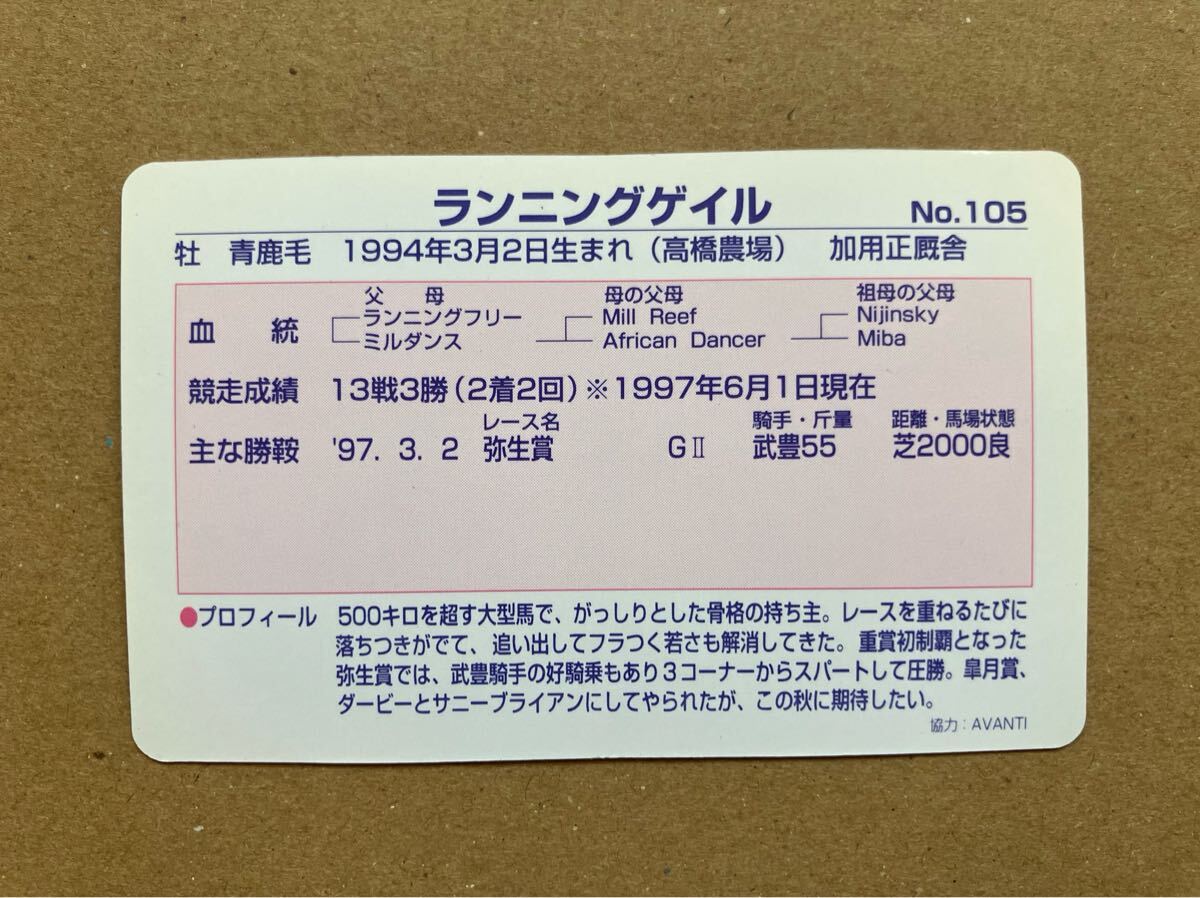 ランニングゲイル No.105
牡 青鹿毛 1994年3月2日生まれ（高橋農場） 加用正厩舎
父 母 母の父母 祖母の父母
血 統 ランニングフリー Mill Reef Nijinsky
ミルダンス African Dancer Miba
競走成績 13戦3勝（2着2回）※1997年6月1日現在
レース名 騎手・斤量 距離・馬場状態
主な勝鞍 '97. 3. 2 弥生賞 GⅡ 武豊55 芝2000良
●プロフィール 500キロを超す大型馬で、がっしりとした骨格の持ち主。レースを重ねるたびに
落ちつきがでて、追い出してフラつく若さも解消してきた。重賞初制覇となった
弥生賞では、武豊騎手の好騎乗もあり3コーナーからスパートして圧勝。皐月賞、
ダービーとサニーブライアンにしてやられたが、この秋に期待したい。
協力：AVANTI